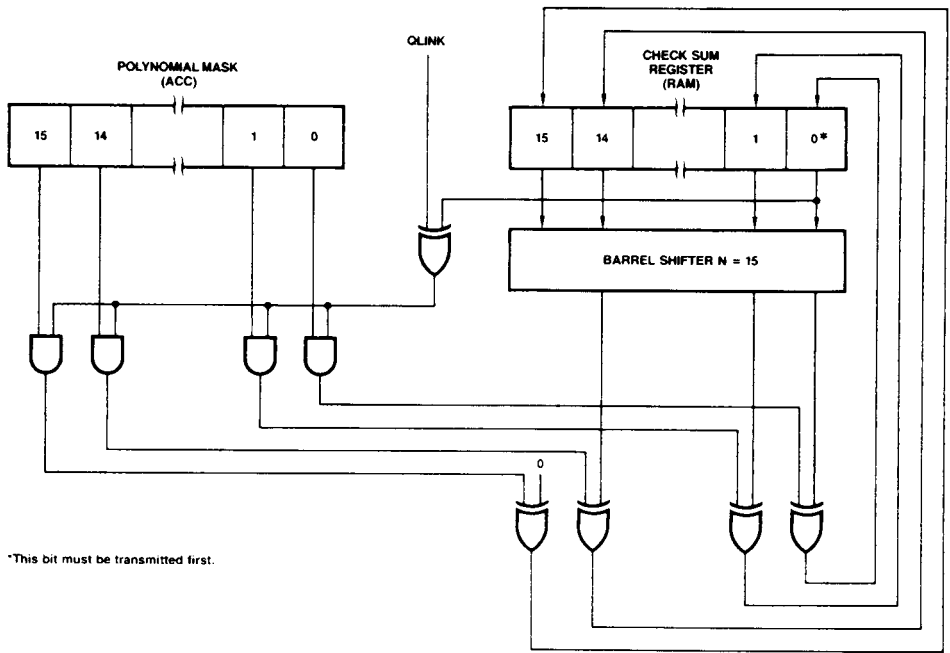 QLINK
POLYNOMIAL MASK
(ACC)
CHECK SUM
REGISTER
(RAM)
15 14 1 0
15 14 1 0*
BARREL SHIFTER N = 15
0
*This bit must be transmitted first.